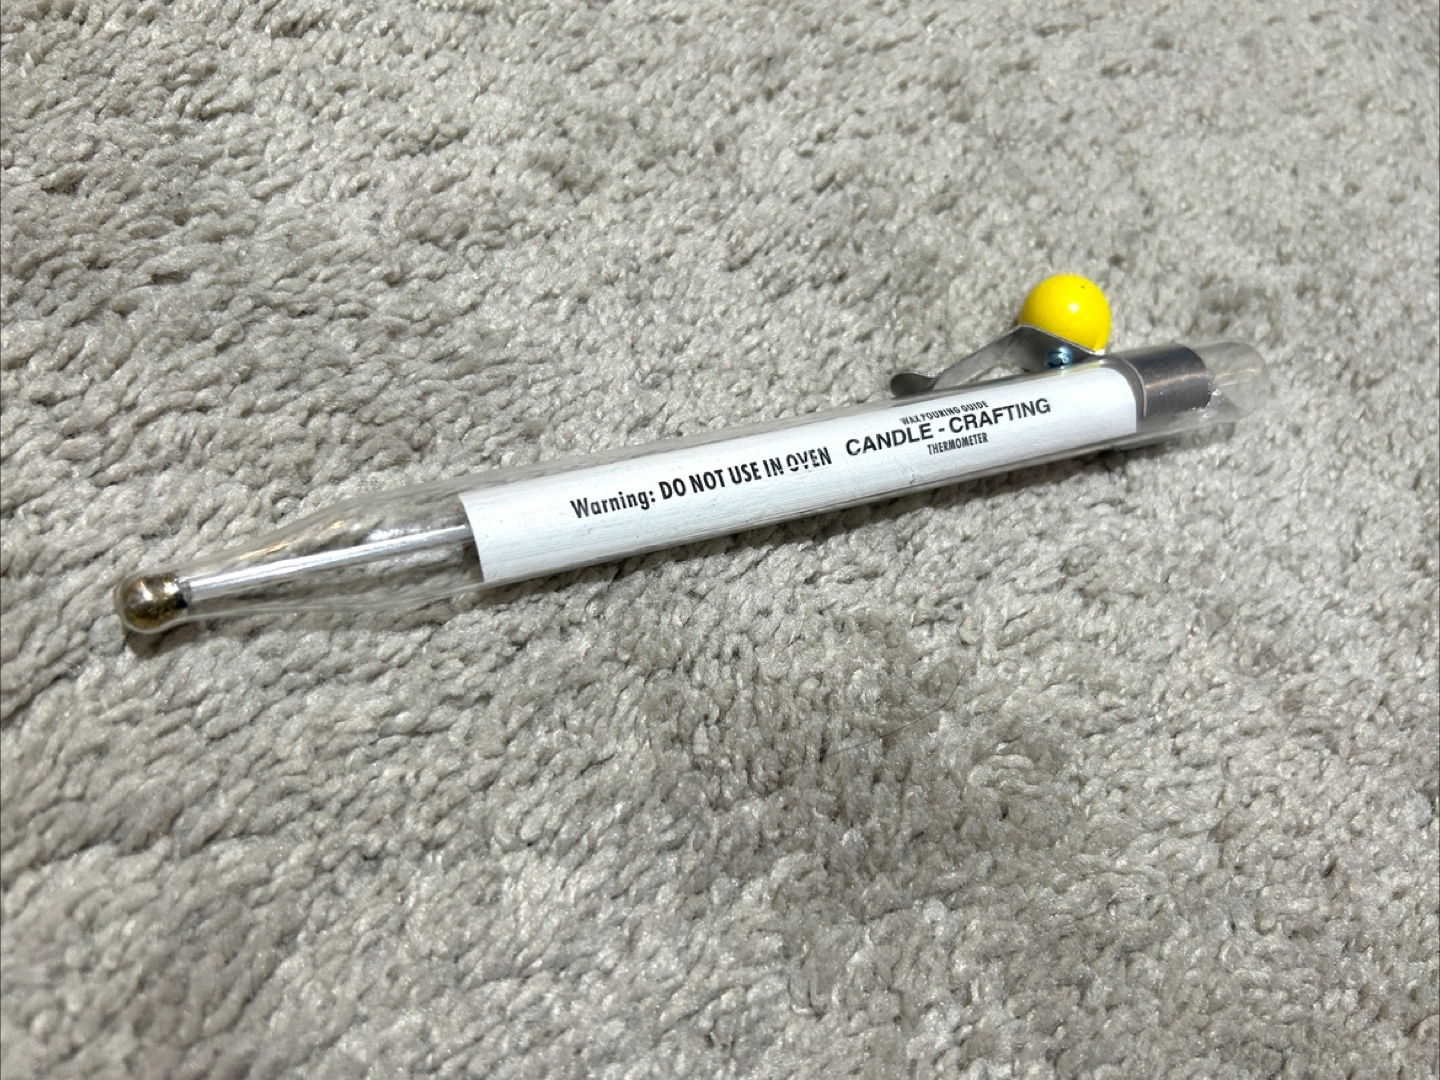 Warning: DO NOT USE IN OVEN
WAX POURING GUIDE
CANDLE - CRAFTING
THERMOMETER